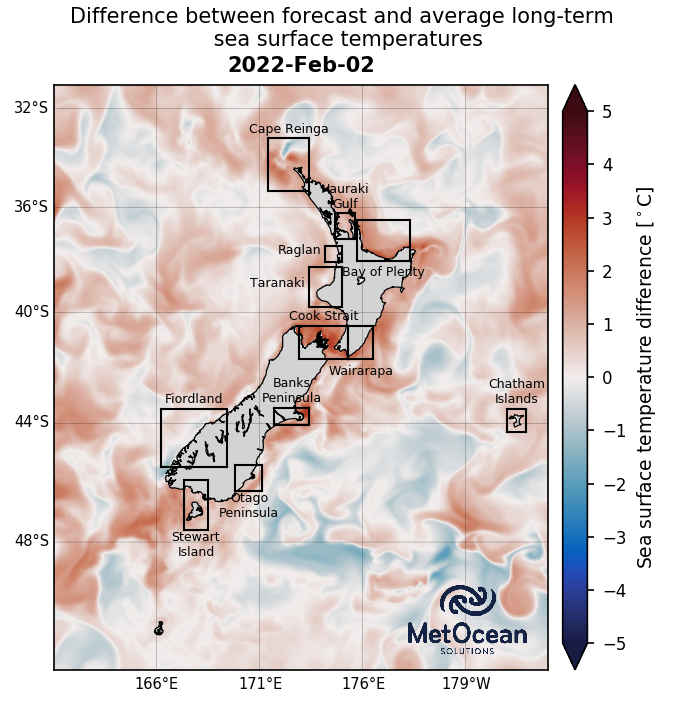 Difference between forecast and average long-term
sea surface temperatures
2022-Feb-02
32°S
36°S
40°S
44°S
48°S
166°E
171°E
176°E
179°W
Cape Reinga
Hauraki
Gulf
Raglan
Bay of Plenty
Taranaki
Cook Strait
Wairarapa
Banks
Peninsula
Fiordland
Chatham
Islands
Otago
Peninsula
Stewart
Island
MetOcean
SOLUTIONS
5
4
3
2
1
0
−1
−2
−3
−4
−5
Sea surface temperature difference [°C]